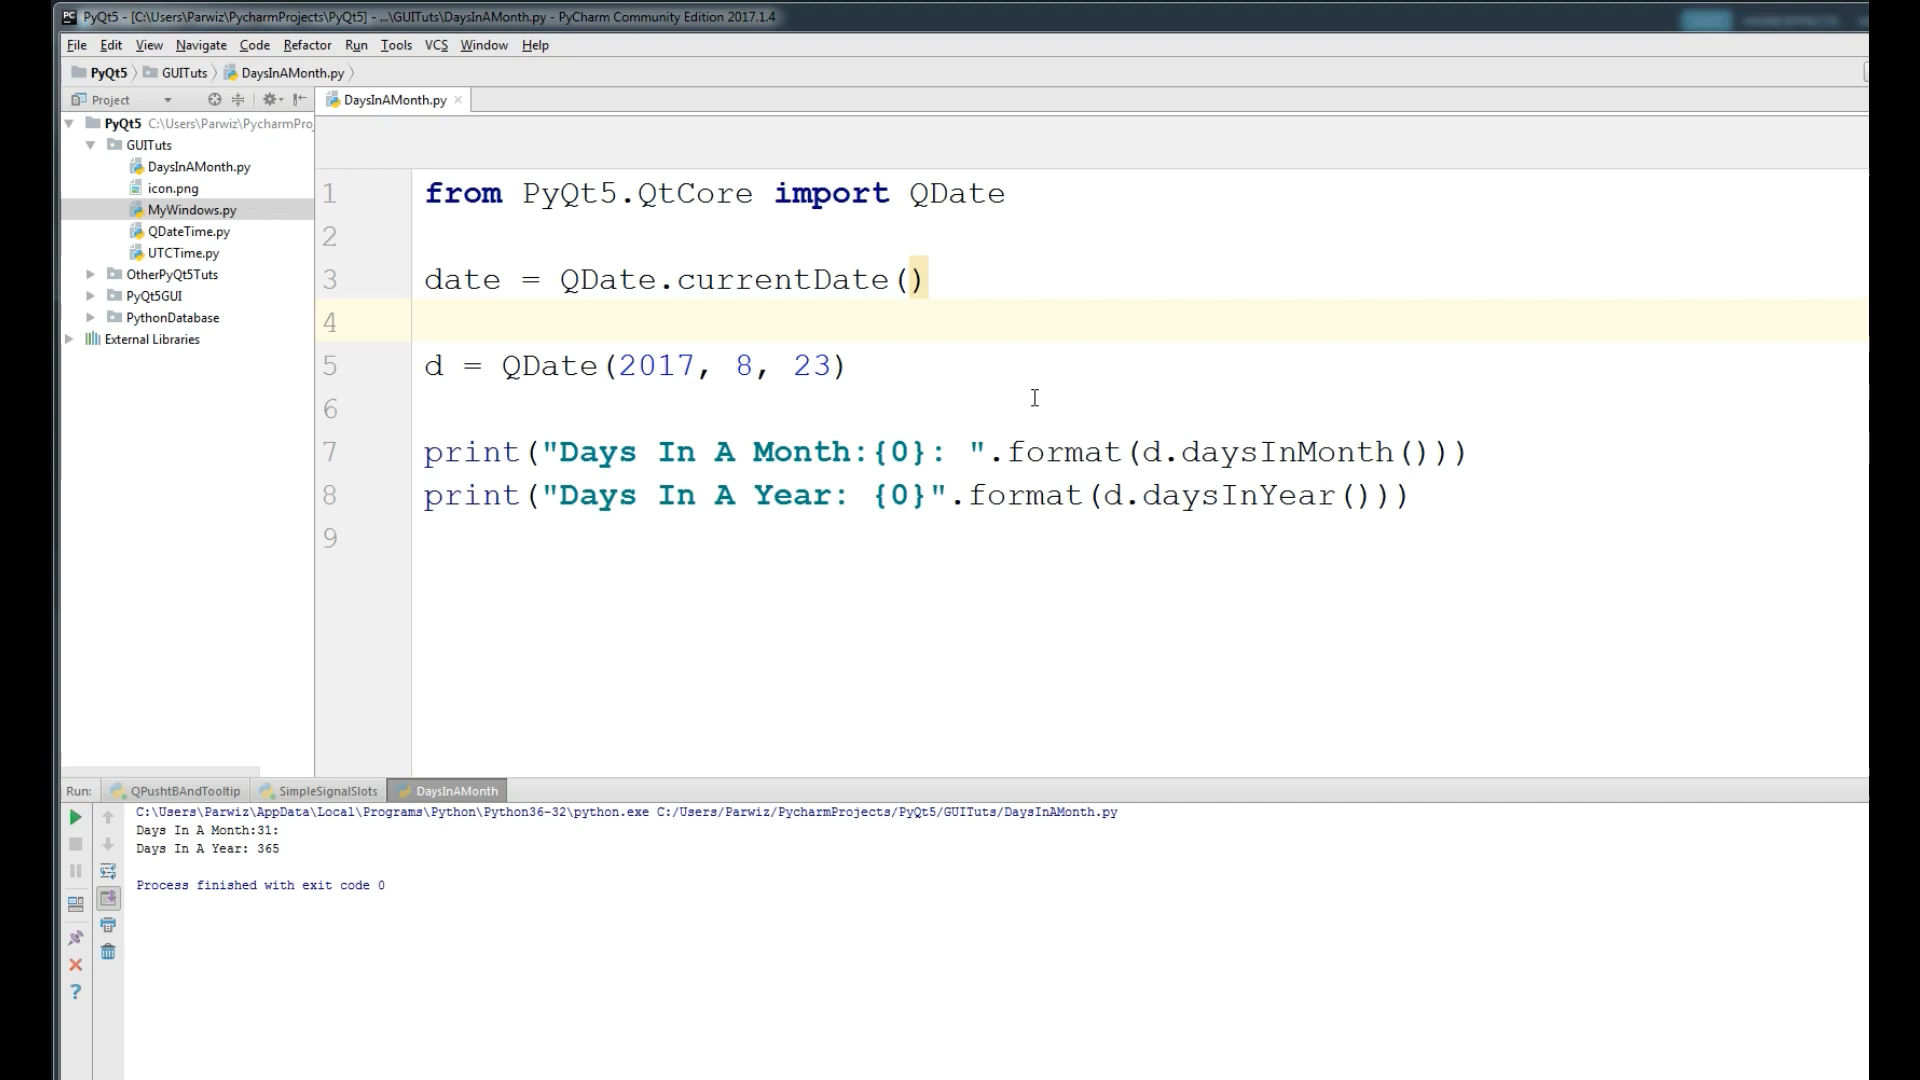 PyQt5 - [C:\Users\Parwiz\PycharmProjects\PyQt5] - ...\GUITuts\DaysInAMonth.py - PyCharm Community Edition 2017.1.4
File Edit View Navigate Code Refactor Run Tools VCS Window Help
PyQt5 GUITuts DaysInAMonth.py
Project DaysInAMonth.py
PyQt5 C:\Users\Parwiz\PycharmPro
GUITuts
DaysInAMonth.py
icon.png
MyWindows.py
QDateTime.py
UTCTime.py
OtherPyQt5Tuts
PyQt5GUI
PythonDatabase
External Libraries
1 from PyQt5.QtCore import QDate
2
3 date = QDate.currentDate()
4
5 d = QDate(2017, 8, 23)
6
7 print("Days In A Month:{0}: ".format(d.daysInMonth()))
8 print("Days In A Year: {0}".format(d.daysInYear()))
9
Run: QPushtBAndTooltip SimpleSignalSlots DaysInAMonth
C:\Users\Parwiz\AppData\Local\Programs\Python\Python36-32\python.exe C:/Users/Parwiz/PycharmProjects/PyQt5/GUITuts/DaysInAMonth.py
Days In A Month:31:
Days In A Year: 365
Process finished with exit code 0